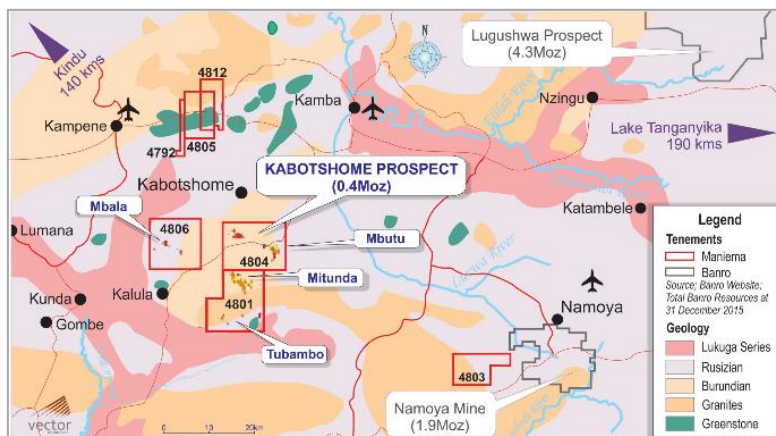 Kindu
140 kms
4812
Kampene
4792
4805
Kamba
Lugushwa Prospect
(4.3Moz)
Nzingu
Lake Tanganyika
190 kms
Kabotshome
KABOTSHOME PROSPECT
(0.4Moz)
Katambele
Mbala
Lumana
4806
4804
Mbutu
Mitunda
Kunda
Kalula
4801
Gombe
Tubambo
Namoya
4803
Namoya Mine
(1.9Moz)
N
Legend
Tenements
Maniema
Banro
Source; Banro Website;
Total Banro Resources at
31 December 2015
Geology
Lukuga Series
Rusizian
Burundian
Granites
Greenstone
vector
0 10 20km